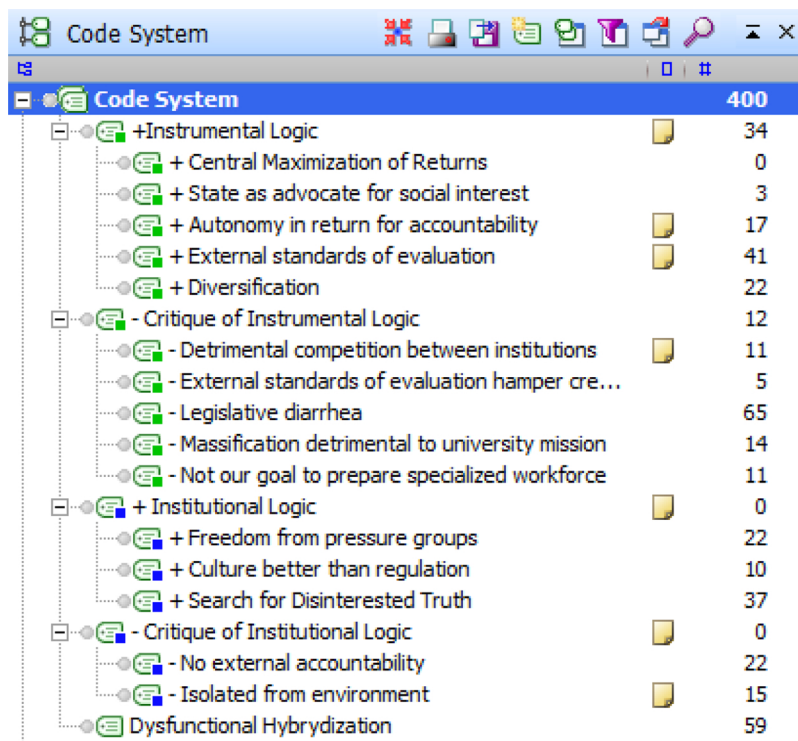 Code System
Code System 400
+Instrumental Logic 34
+ Central Maximization of Returns 0
+ State as advocate for social interest 3
+ Autonomy in return for accountability 17
+ External standards of evaluation 41
+ Diversification 22
- Critique of Instrumental Logic 12
- Detrimental competition between institutions 11
- External standards of evaluation hamper cre... 5
- Legislative diarrhea 65
- Massification detrimental to university mission 14
- Not our goal to prepare specialized workforce 11
+ Institutional Logic 0
+ Freedom from pressure groups 22
+ Culture better than regulation 10
+ Search for Disinterested Truth 37
- Critique of Institutional Logic 0
- No external accountability 22
- Isolated from environment 15
Dysfunctional Hybrydization 59